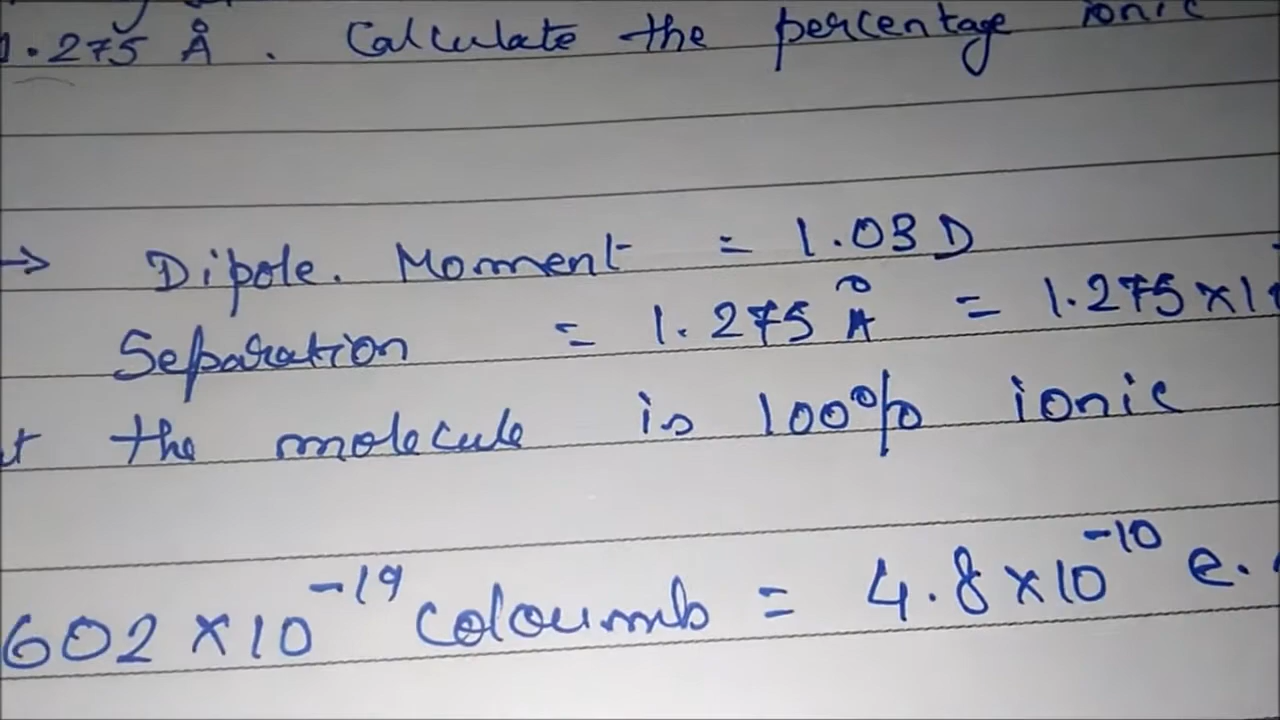 1.275 Å . Calculate the percentage ionic
→ Dipole. Moment = 1.03 D
Separation = 1.275 Å = 1.275 × 1
the molecule is 100% ionic
602 × 10⁻¹⁹ coloumb = 4.8 × 10⁻¹⁰ e.